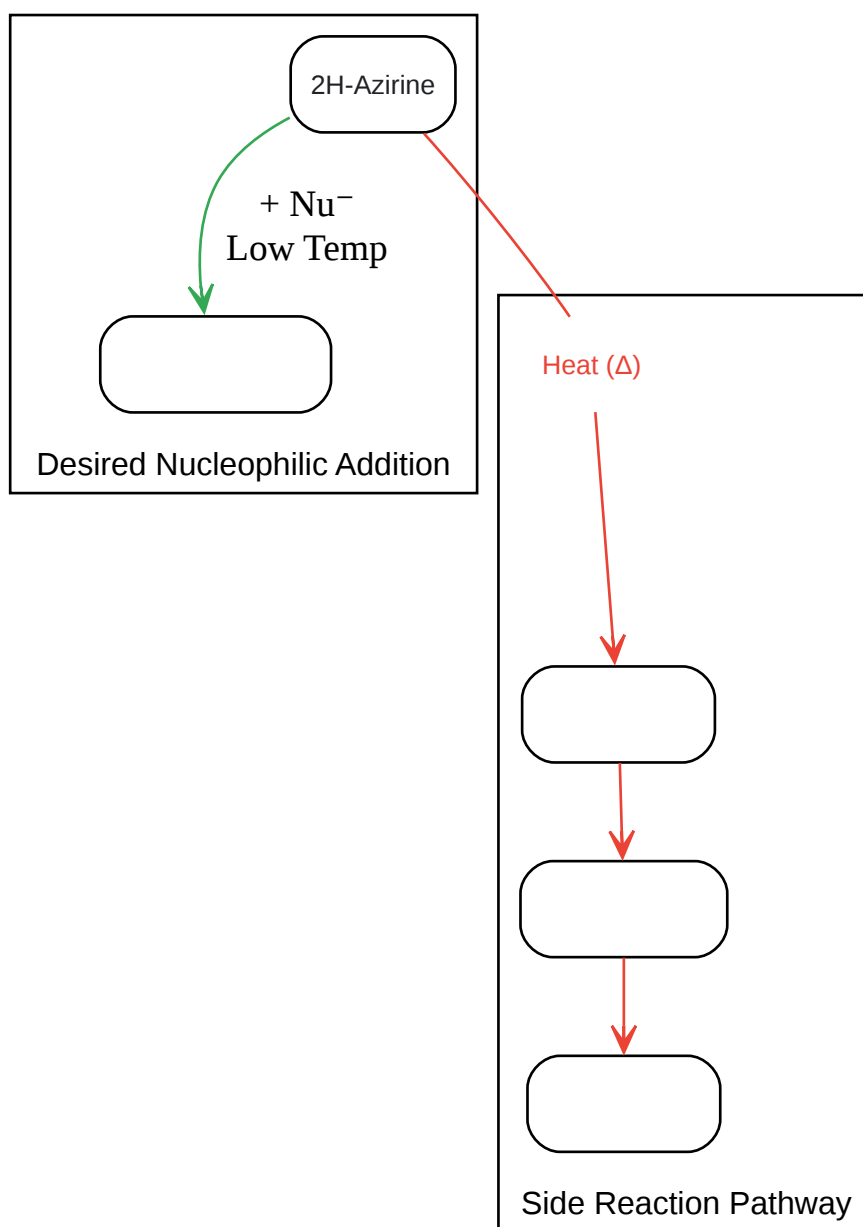 2H-Azirine
+ Nu⁻
Low Temp
Desired Nucleophilic Addition
Heat (Δ)
Side Reaction Pathway